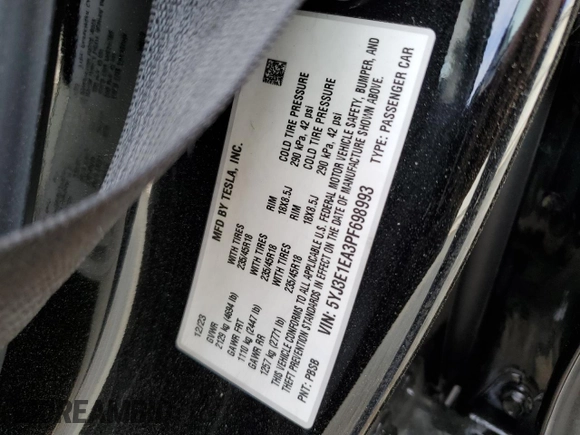 MFD BY TESLA, INC.
12/23
GVWR
2129 kg (4694 lb)
GAWR FRT WITH TIRES RIM COLD TIRE PRESSURE
1110 kg (2447 lb) 235/45R18 18X8.5J 290 kPa, 42 psi
GAWR RR WITH TIRES RIM COLD TIRE PRESSURE
1257 kg (2771 lb) 235/45R18 18X8.5J 290 kPa, 42 psi
THIS VEHICLE CONFORMS TO ALL APPLICABLE U.S. FEDERAL MOTOR VEHICLE SAFETY, BUMPER, AND
THEFT PREVENTION STANDARDS IN EFFECT ON THE DATE OF MANUFACTURE SHOWN ABOVE.
VIN: 5YJ3E1EA3PF698993 TYPE: PASSENGER CAR
PNT: PBSB